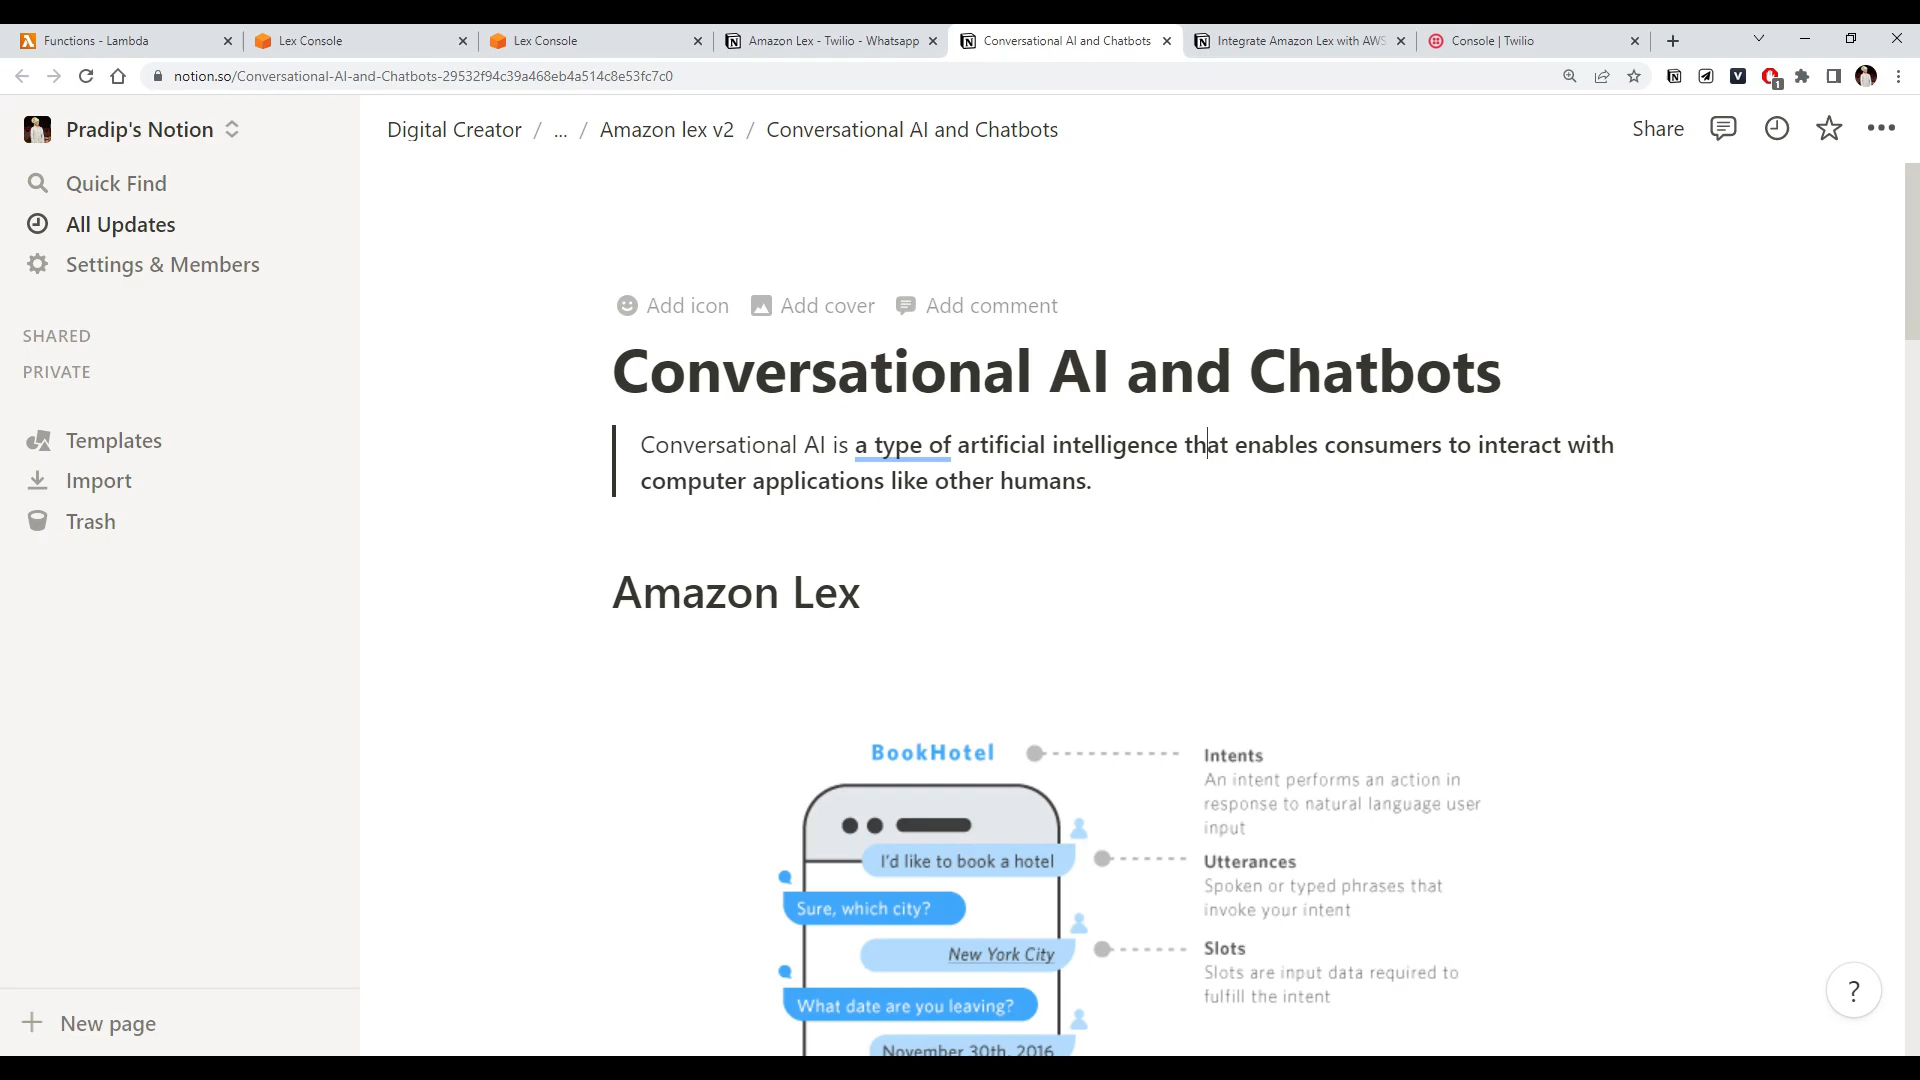 Functions - Lambda
Lex Console
Lex Console
Amazon Lex - Twilio - Whatsapp
Conversational AI and Chatbots
Integrate Amazon Lex with AWS
Console | Twilio
notion.so/Conversational-AI-and-Chatbots-29532f94c39a468eb4a514c8e53fc7c0
1
Pradip's Notion
Digital Creator / ... / Amazon lex v2 / Conversational AI and Chatbots
Share
Quick Find
All Updates
Settings & Members
SHARED
PRIVATE
Templates
Import
Trash
New page
Add icon
Add cover
Add comment
Conversational AI and Chatbots
Conversational AI is a type of artificial intelligence that enables consumers to interact with
computer applications like other humans.
Amazon Lex
BookHotel
Intents
An intent performs an action in
response to natural language user
input
I'd like to book a hotel
Utterances
Spoken or typed phrases that
invoke your intent
Sure, which city?
New York City
Slots
Slots are input data required to
fulfill the intent
What date are you leaving?
November 30th, 2016
?